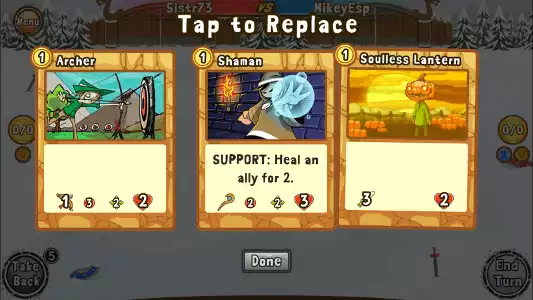 Sistr73 VS MikeyEsp
Menu
Tap to Replace
1 Archer
1 Shaman
1 Soulless Lantern
0/0
0/0
SUPPORT: Heal an
ally for 2.
1 3 2 2
2 2 3
3 2
Take
Back
5
Done
End
Turn